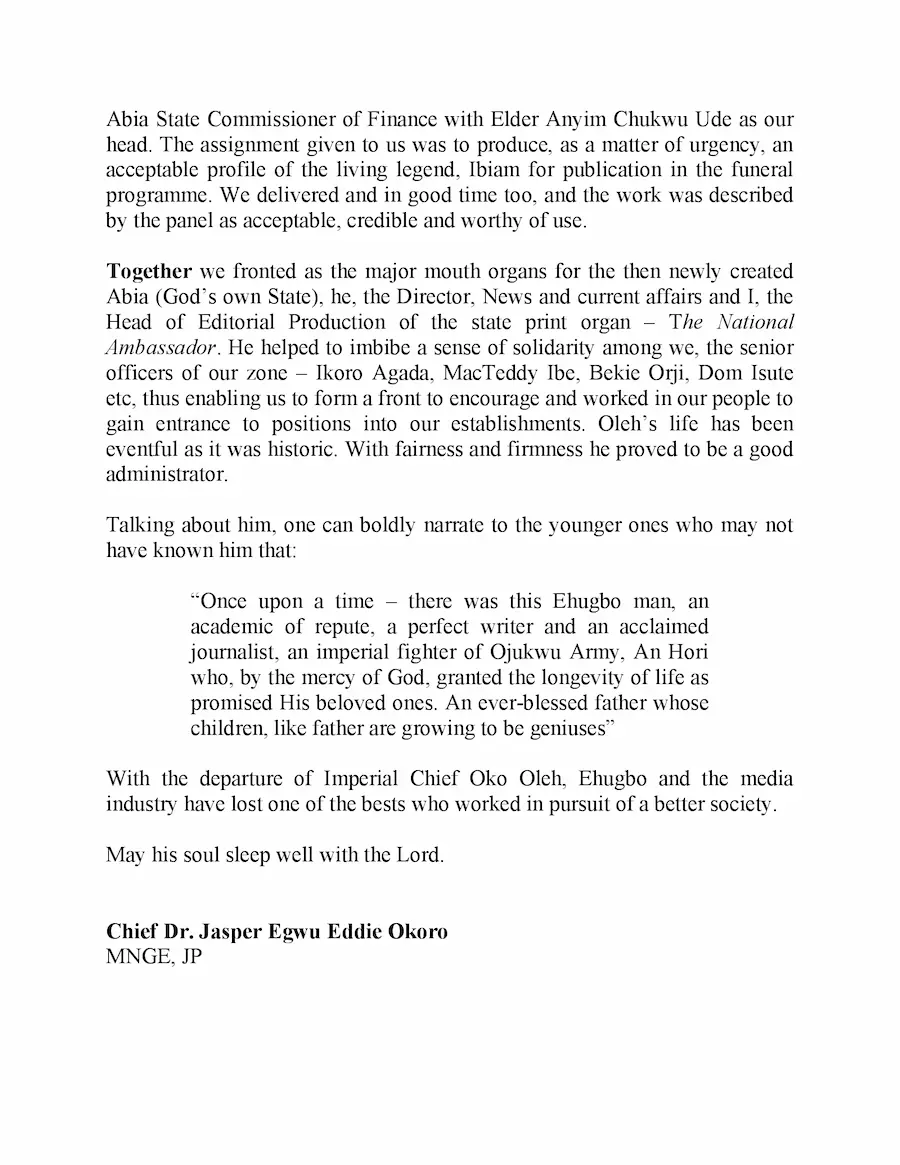 Abia State Commissioner of Finance with Elder Anyim Chukwu Ude as our
head. The assignment given to us was to produce, as a matter of urgency, an
acceptable profile of the living legend, Ibiam for publication in the funeral
programme. We delivered and in good time too, and the work was described
by the panel as acceptable, credible and worthy of use.
Together we fronted as the major mouth organs for the then newly created
Abia (God’s own State), he, the Director, News and current affairs and I, the
Head of Editorial Production of the state print organ – The National
Ambassador. He helped to imbibe a sense of solidarity among we, the senior
officers of our zone – Ikoro Agada, MacTeddy Ibe, Bekie Orji, Dom Isute
etc, thus enabling us to form a front to encourage and worked in our people to
gain entrance to positions into our establishments. Oleh’s life has been
eventful as it was historic. With fairness and firmness he proved to be a good
administrator.
Talking about him, one can boldly narrate to the younger ones who may not
have known him that:
“Once upon a time – there was this Ehugbo man, an
academic of repute, a perfect writer and an acclaimed
journalist, an imperial fighter of Ojukwu Army, An Hori
who, by the mercy of God, granted the longevity of life as
promised His beloved ones. An ever-blessed father whose
children, like father are growing to be geniuses”
With the departure of Imperial Chief Oko Oleh, Ehugbo and the media
industry have lost one of the bests who worked in pursuit of a better society.
May his soul sleep well with the Lord.
Chief Dr. Jasper Egwu Eddie Okoro
MNGE, JP